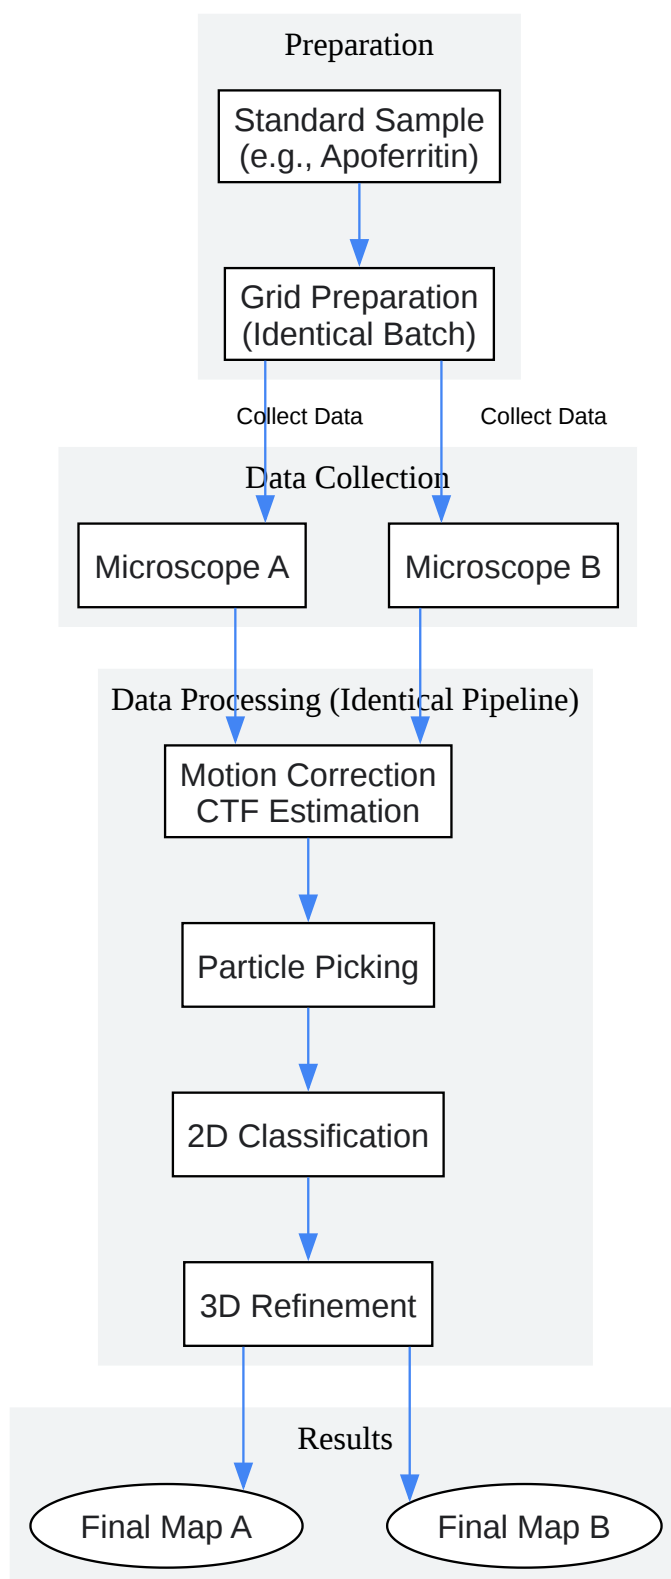 Preparation
Standard Sample
(e.g., Apoferritin)
Grid Preparation
(Identical Batch)
Collect Data
Collect Data
Data Collection
Microscope A
Microscope B
Data Processing (Identical Pipeline)
Motion Correction
CTF Estimation
Particle Picking
2D Classification
3D Refinement
Results
Final Map A
Final Map B